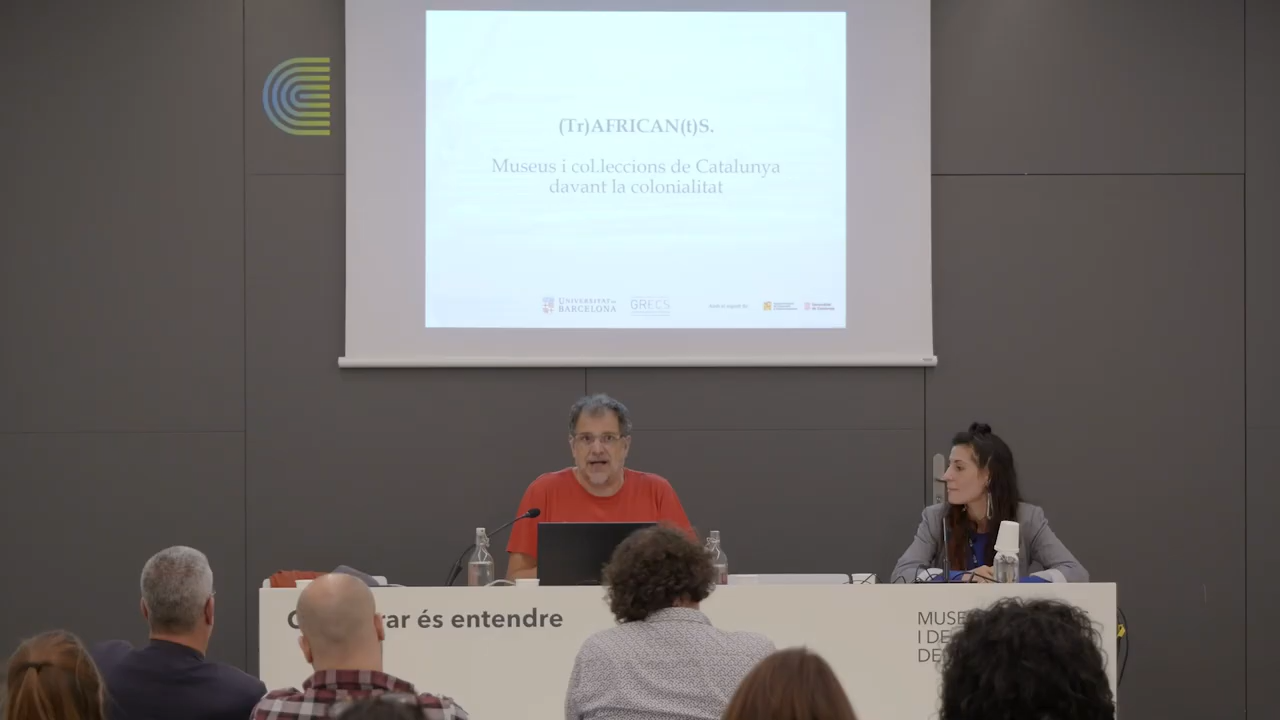 (Tr)AFRICAN(t)S.
Museus i col.leccions de Catalunya
davant la colonialitat
UNIVERSITAT DE
BARCELONA
GRECS
rar és entendre
MUSE
I DE
DE